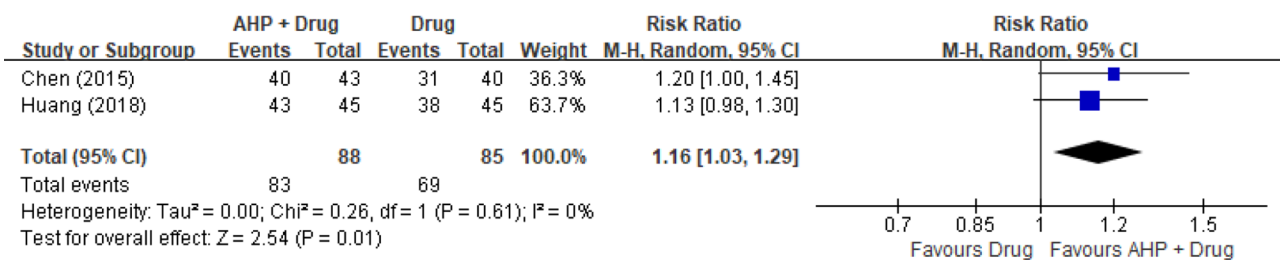 AHP + Drug Drug Risk Ratio Risk Ratio
Study or Subgroup Events Total Events Total Weight M-H, Random, 95% CI M-H, Random, 95% CI
Chen (2015) 40 43 31 40 36.3% 1.20 [1.00, 1.45]
Huang (2018) 43 45 38 45 63.7% 1.13 [0.98, 1.30]
Total (95% CI) 88 85 100.0% 1.16 [1.03, 1.29]
Total events 83 69
Heterogeneity: Tau² = 0.00; Chi² = 0.26, df = 1 (P = 0.61); I² = 0%
Test for overall effect: Z = 2.54 (P = 0.01)
0.7 0.85 1 1.2 1.5
Favours Drug Favours AHP + Drug